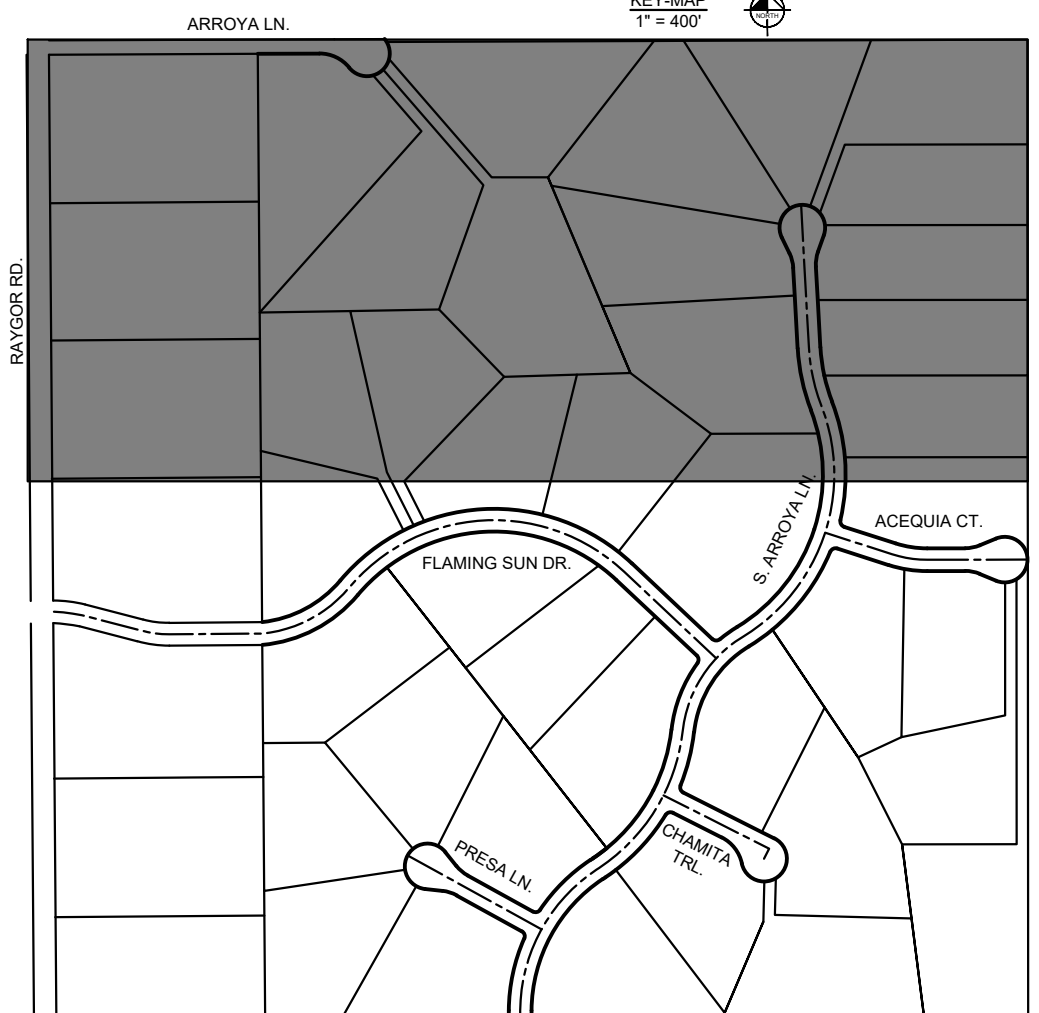 KEY-MAP
1" = 400'
NORTH
ARROYA LN.
RAYGOR RD.
S. ARROYA LN.
ACEQUIA CT.
FLAMING SUN DR.
CHAMITA
TRL.
PRESA LN.